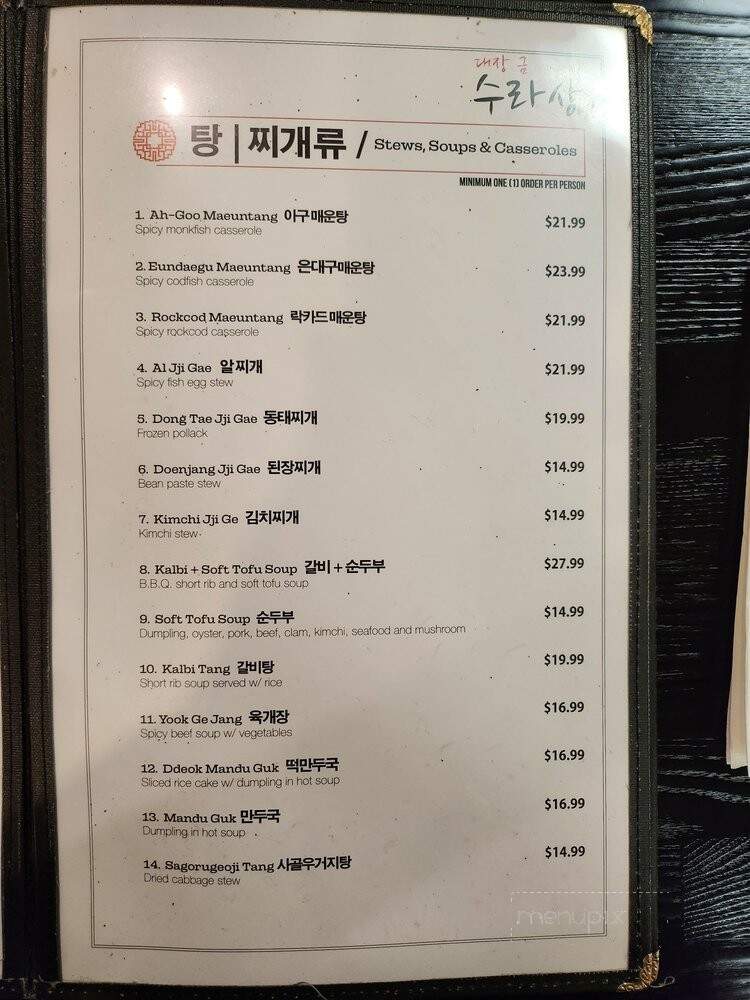 대장 금
수라상
탕 | 찌개류 / Stews, Soups & Casseroles
MINIMUM ONE (1) ORDER PER PERSON
1. Ah-Goo Maeuntang 아구매운탕 $21.99
Spicy monkfish casserole
2. Eundaegu Maeuntang 은대구매운탕 $23.99
Spicy codfish casserole
3. Rockcod Maeuntang 락카드매운탕 $21.99
Spicy rockcod casserole
4. Al Jji Gae 알찌개 $21.99
Spicy fish egg stew
5. Dong Tae Jji Gae 동태찌개 $19.99
Frozen pollack
6. Doenjang Jji Gae 된장찌개 $14.99
Bean paste stew
7. Kimchi Jji Ge 김치찌개 $14.99
Kimchi stew
8. Kalbi + Soft Tofu Soup 갈비 + 순두부 $27.99
B.B.Q. short rib and soft tofu soup
9. Soft Tofu Soup 순두부 $14.99
Dumpling, oyster, pork, beef, clam, kimchi, seafood and mushroom
10. Kalbi Tang 갈비탕 $19.99
Short rib soup served w/ rice
11. Yook Ge Jang 육개장 $16.99
Spicy beef soup w/ vegetables
12. Ddeok Mandu Guk 떡만두국 $16.99
Sliced rice cake w/ dumpling in hot soup
13. Mandu Guk 만두국 $16.99
Dumpling in hot soup
14. Sagorugeoji Tang 사골우거지탕 $14.99
Dried cabbage stew
menupix